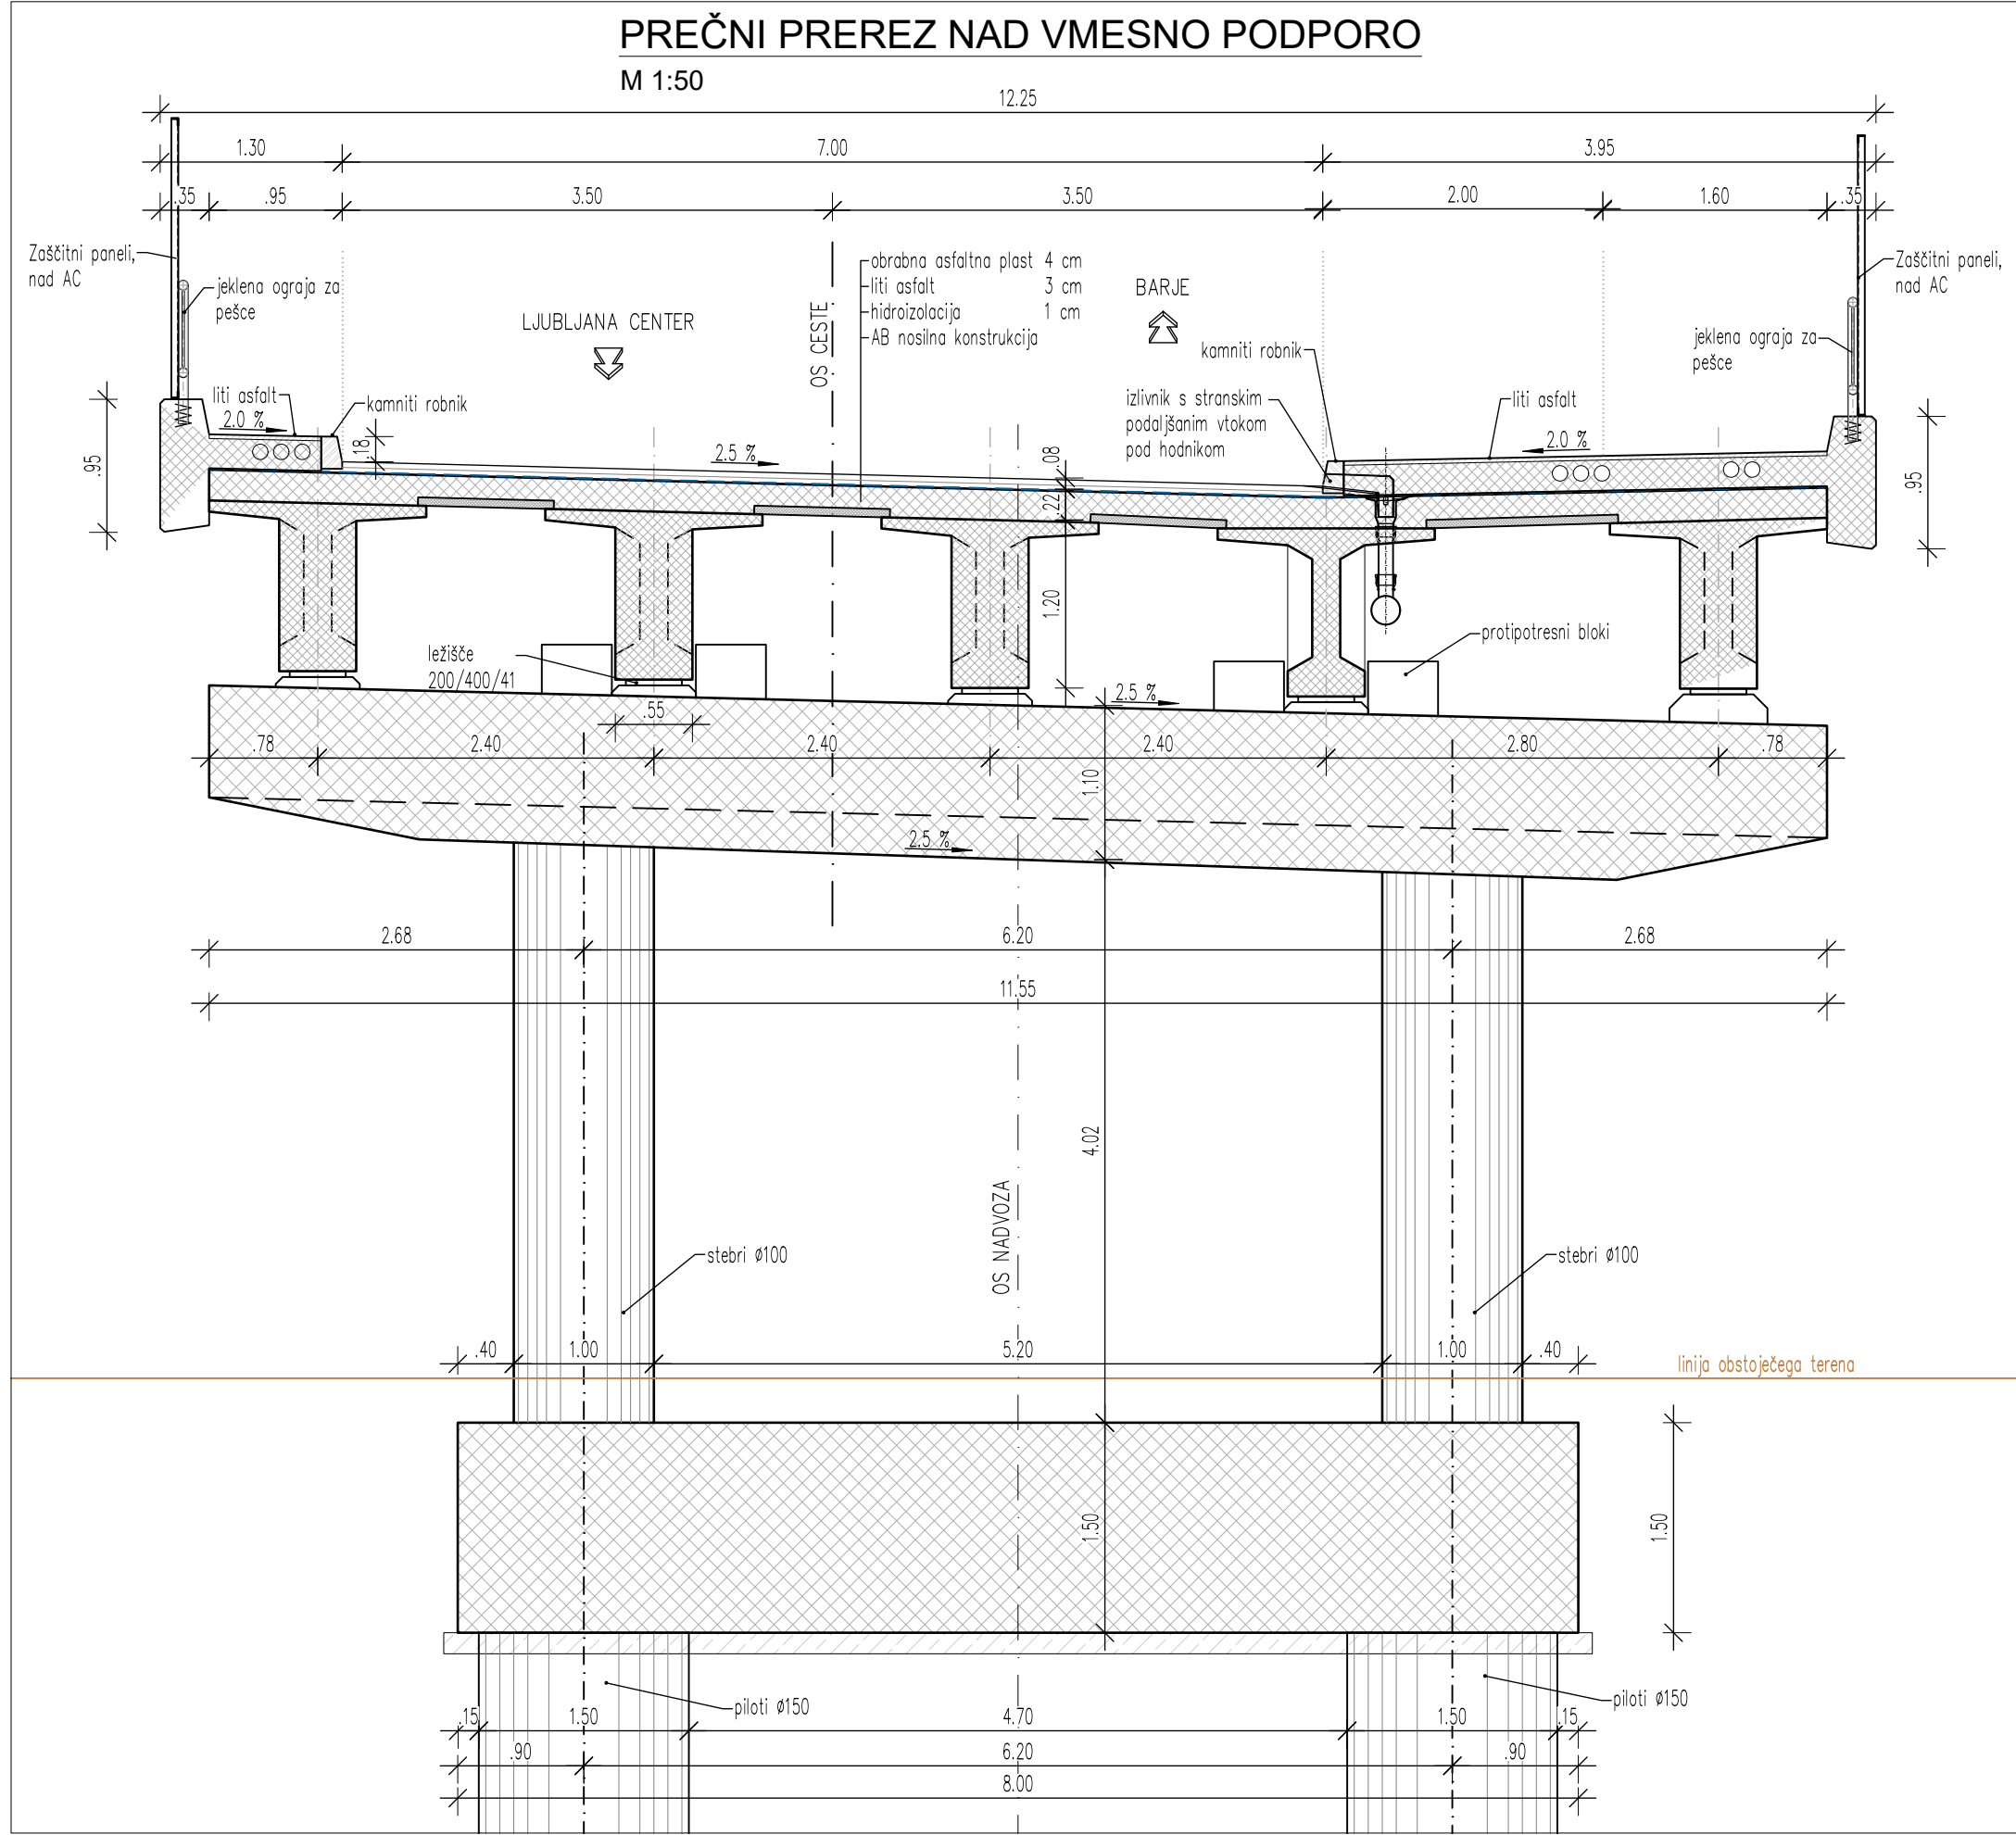 PREČNI PREREZ NAD VMESNO PODPORO
M 1:50
12.25
1.30
7.00
3.95
.35
.95
3.50
3.50
2.00
1.60
.35
Zaščitni paneli,
nad AC
jeklena ograja za
pešce
LJUBLJANA CENTER
OS CESTE
obrabna asfaltna plast 4 cm
liti asfalt 3 cm
hidroizolacija 1 cm
AB nosilna konstrukcija
BARJE
kamniti robnik
izlivnik s stranskim
podaljšanim vtokom
pod hodnikom
Zaščitni paneli,
nad AC
jeklena ograja za
pešce
liti asfalt
2.0 %
kamniti robnik
.18
.95
2.5 %
.08
.22
1.20
liti asfalt
2.0 %
.95
ležišče
200/400/41
.55
protipotresni bloki
2.5 %
.78
2.40
2.40
2.40
2.80
.78
1.10
2.5 %
2.68
6.20
2.68
11.55
4.02
OS NADVOZA
stebri ø100
stebri ø100
.40
1.00
5.20
1.00
.40
linija obstoječega terena
1.50
1.50
piloti ø150
piloti ø150
.15
1.50
4.70
1.50
.15
.90
6.20
.90
8.00